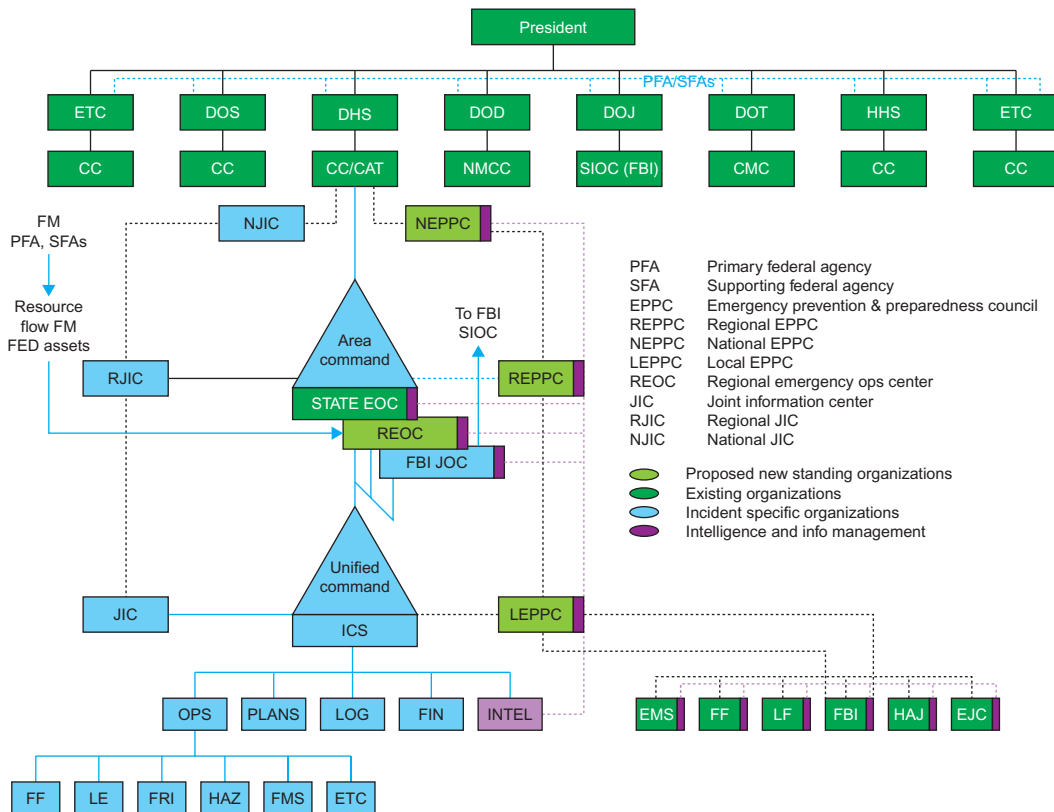 President
PFA/SFAs
ETC
DOS
DHS
DOD
DOJ
DOT
HHS
ETC
CC
CC
CC/CAT
NMCC
SIOC (FBI)
CMC
CC
CC
NJIC
NEPPC
FM
PFA, SFAs
Resource
flow FM
FED assets
Area
command
To FBI
SIOC
RJIC
REPPC
STATE EOC
REOC
FBI JOC
PFA Primary federal agency
SFA Supporting federal agency
EPPC Emergency prevention & preparedness council
REPPC Regional EPPC
NEPPC National EPPC
LEPPC Local EPPC
REOC Regional emergency ops center
JIC Joint information center
RJIC Regional JIC
NJIC National JIC
Proposed new standing organizations
Existing organizations
Incident specific organizations
Intelligence and info management
Unified
command
JIC
LEPPC
ICS
OPS
PLANS
LOG
FIN
INTEL
EMS
FF
LF
FBI
HAJ
EJC
FF
LE
FRI
HAZ
FMS
ETC